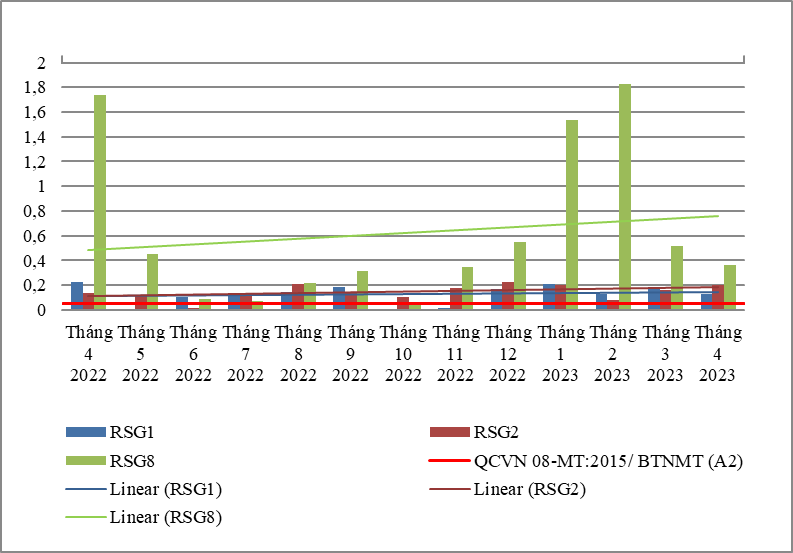 2
1,8
1,6
1,4
1,2
1
0,8
0,6
0,4
0,2
0
Tháng Tháng Tháng Tháng Tháng Tháng Tháng Tháng Tháng Tháng Tháng Tháng Tháng
4 5 6 7 8 9 10 11 12 1 2 3 4
2022 2022 2022 2022 2022 2022 2022 2022 2022 2023 2023 2023 2023
RSG1 RSG2
RSG8 QCVN 08-MT:2015/ BTNMT (A2)
Linear (RSG1) Linear (RSG2)
Linear (RSG8)